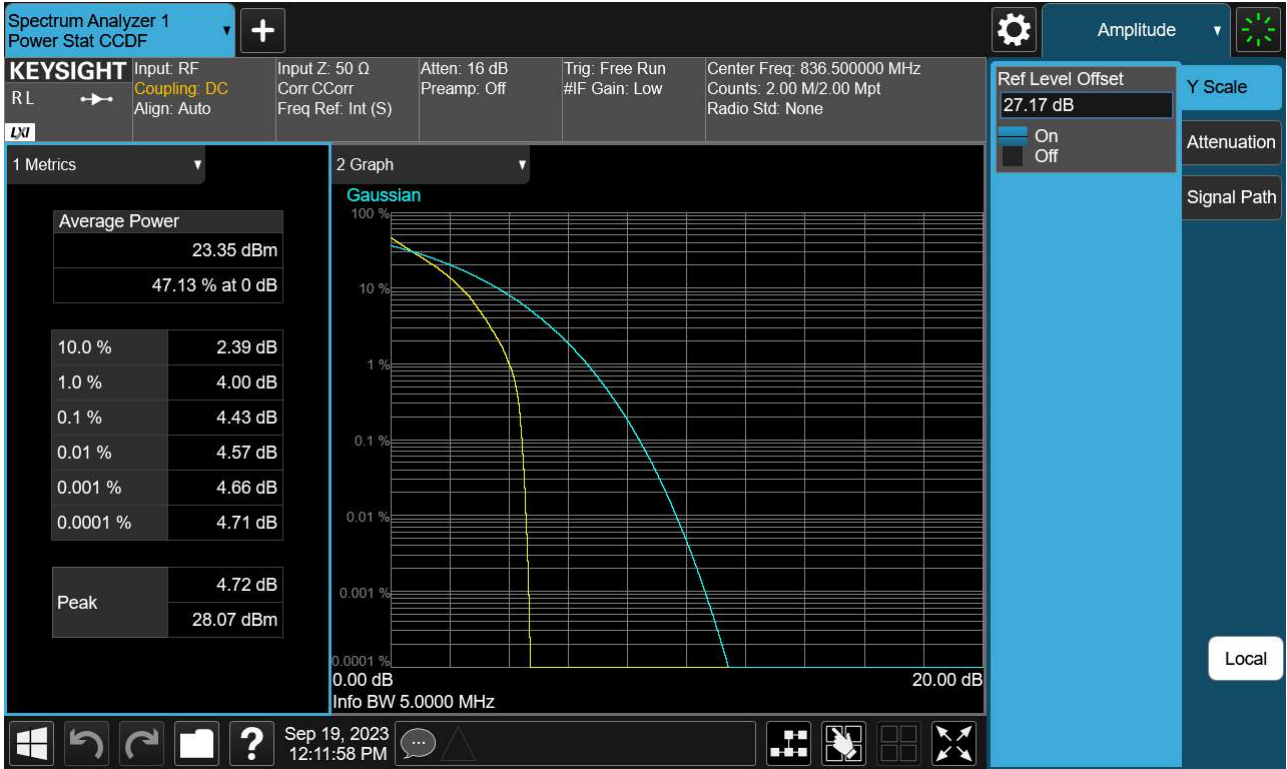 Spectrum Analyzer 1
Power Stat CCDF
+
Amplitude
KEYSIGHT
RL
LXI
Input: RF
Coupling: DC
Align: Auto
Input Z: 50 Ω
Corr CCorr
Freq Ref: Int (S)
Atten: 16 dB
Preamp: Off
Trig: Free Run
#IF Gain: Low
Center Freq: 836.500000 MHz
Counts: 2.00 M/2.00 Mpt
Radio Std: None
Ref Level Offset
27.17 dB
On
Off
Y Scale
Attenuation
Signal Path
Local
1 Metrics
Average Power
23.35 dBm
47.13 % at 0 dB
10.0 % 2.39 dB
1.0 % 4.00 dB
0.1 % 4.43 dB
0.01 % 4.57 dB
0.001 % 4.66 dB
0.0001 % 4.71 dB
Peak
4.72 dB
28.07 dBm
2 Graph
Gaussian
100 %
10 %
1 %
0.1 %
0.01 %
0.001 %
0.0001 %
0.00 dB 20.00 dB
Info BW 5.0000 MHz
?
Sep 19, 2023
12:11:58 PM